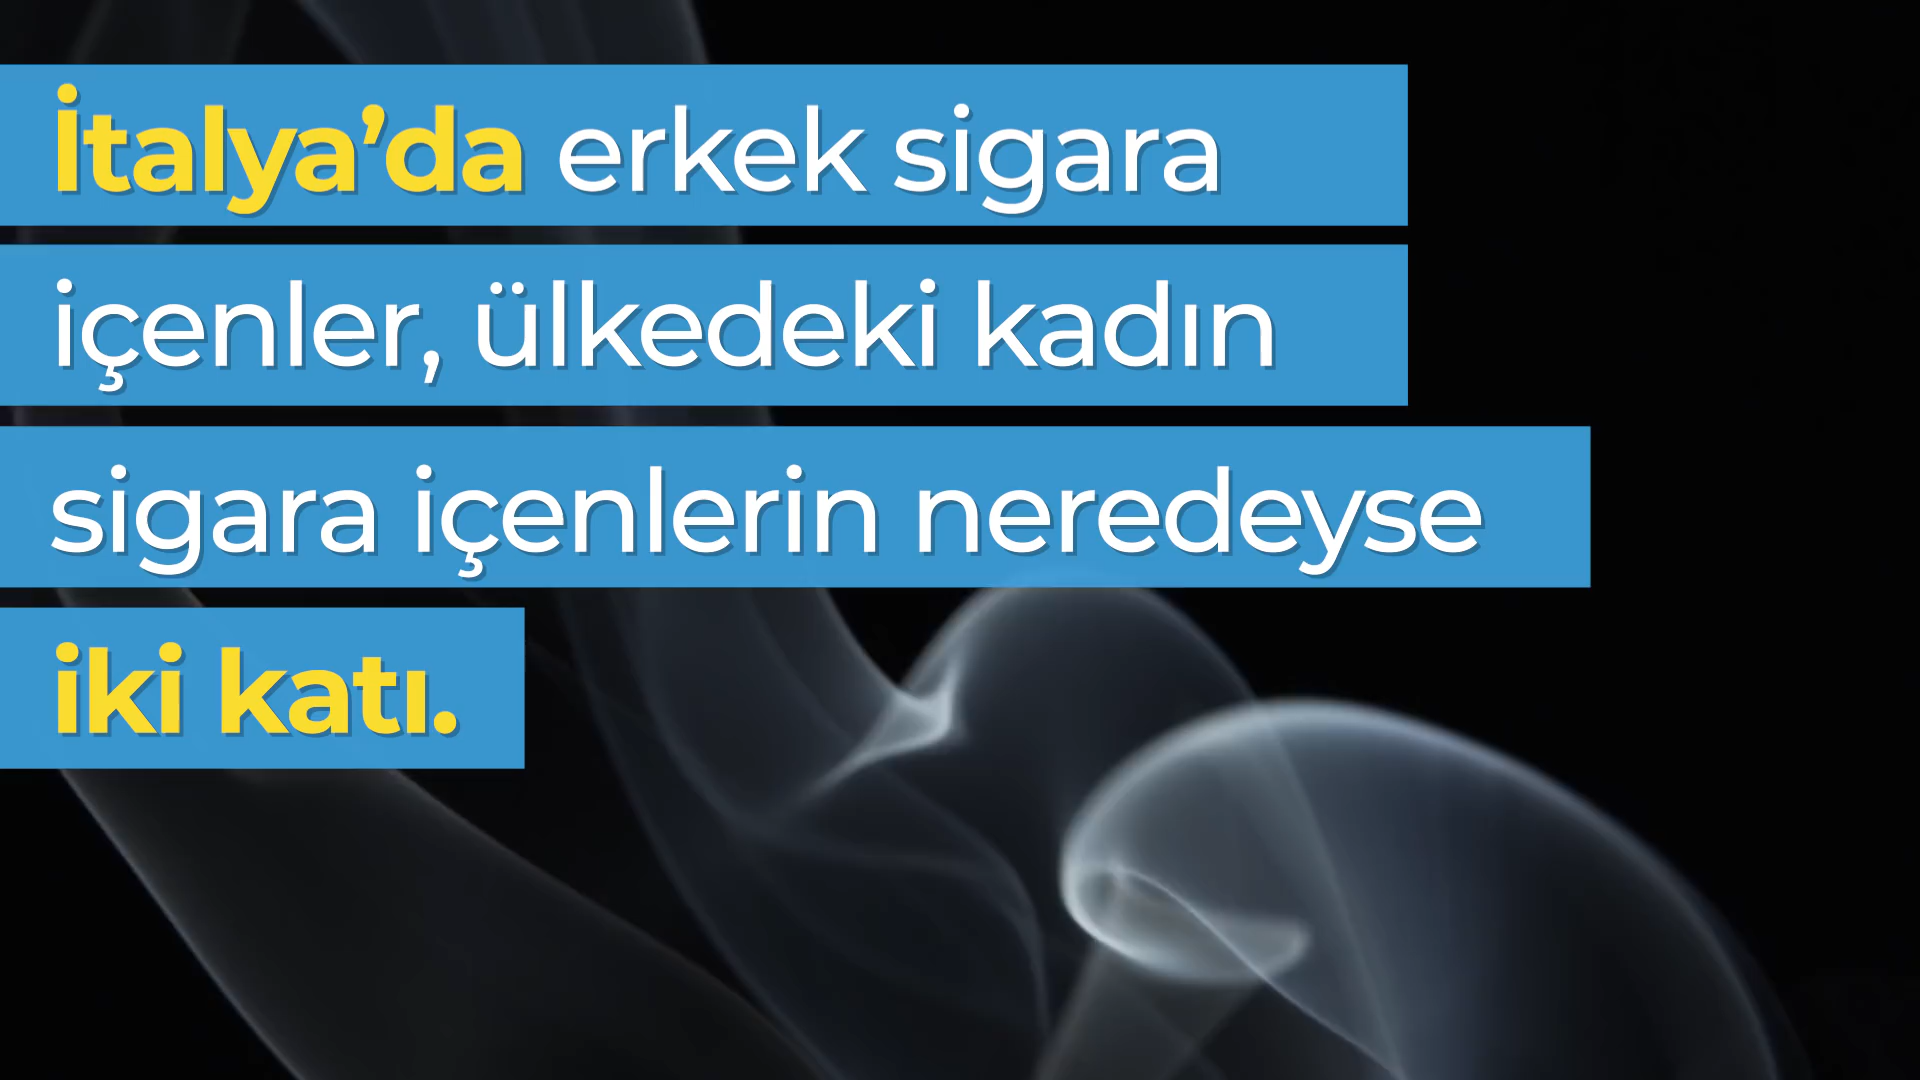 İtalya’da erkek sigara
içenler, ülkedeki kadın
sigara içenlerin neredeyse
iki katı.